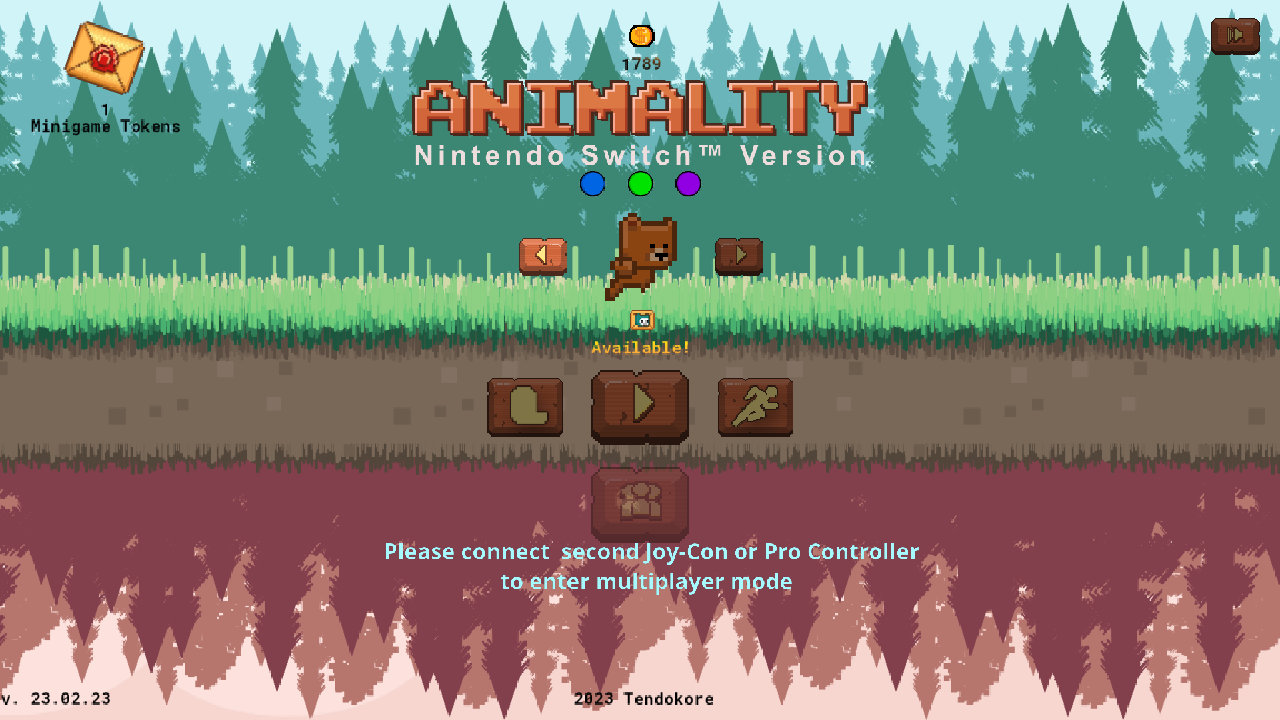 1789
ANIMALITY
Nintendo Switch™ Version
1
Minigame Tokens
Available!
Please connect second Joy-Con or Pro Controller
to enter multiplayer mode
v. 23.02.23
2023 Tendokore